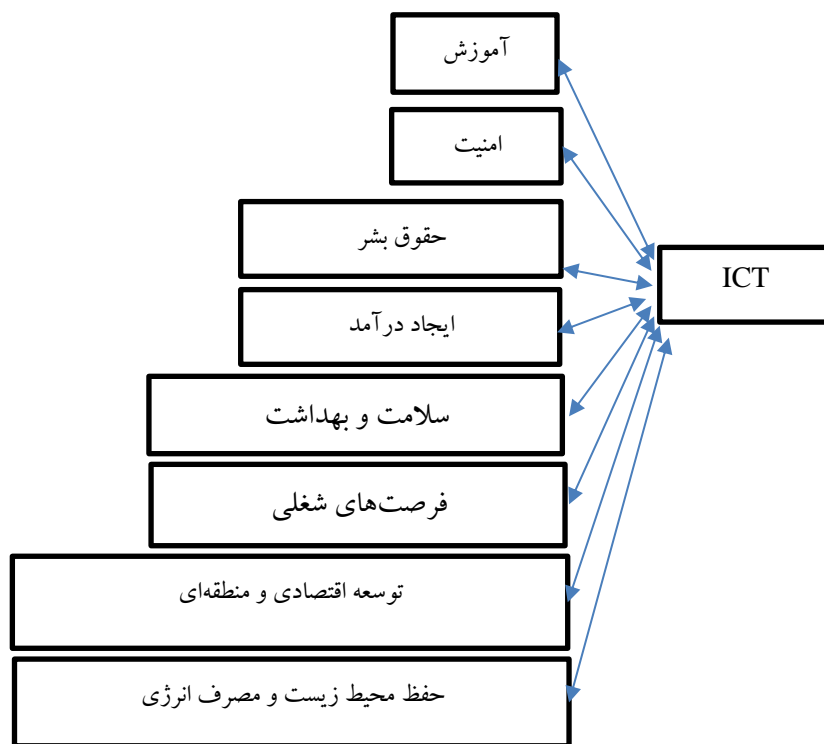 آموزش
امنیت
حقوق بشر
ICT
ایجاد درآمد
سلامت و بهداشت
فرصت‌های شغلی
توسعه اقتصادی و منطقه‌ای
حفظ محیط زیست و مصرف انرژی